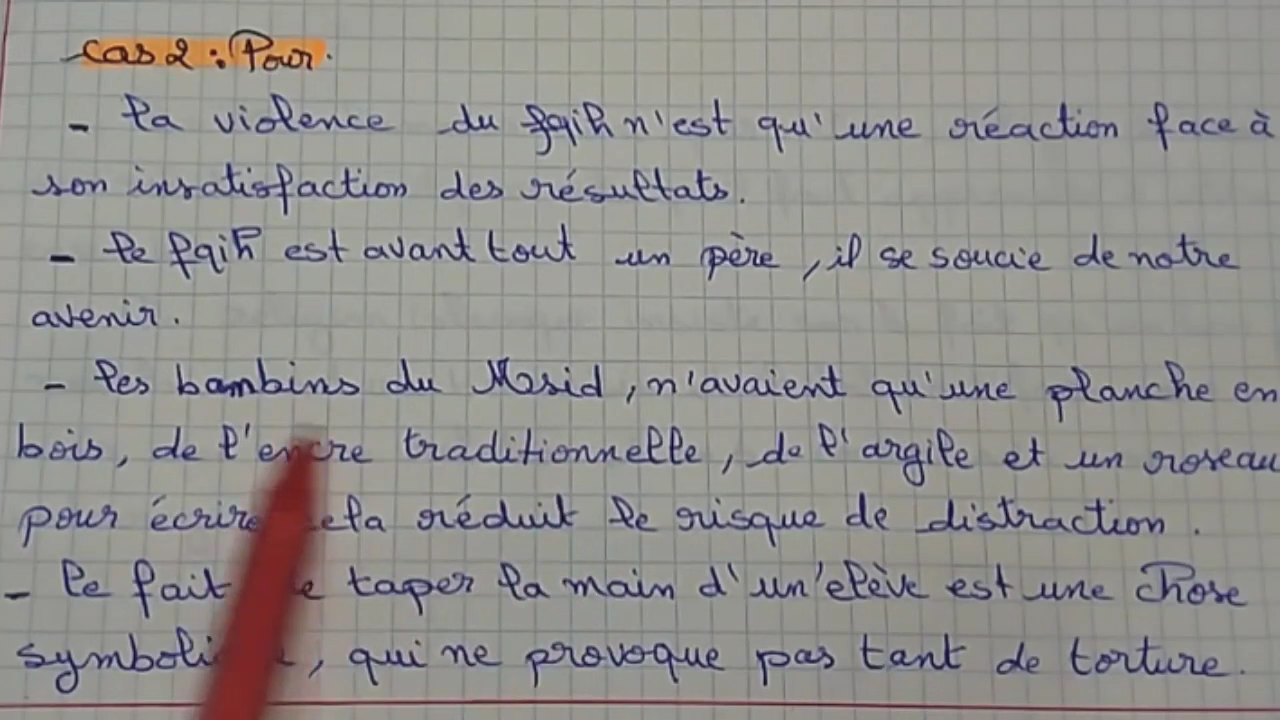 Cas 2 : Pour.
- la violence du fqih n'est qu'une réaction face à
son insatisfaction des résultats.
- le fqih est avant tout un père, il se soucie de notre
avenir.
- les bambins du Msid, n'avaient qu'une planche en
bois, de l'encre traditionnelle, de l'argile et un roseau
pour écrire réduit le risque de distraction.
- le fait taper la main d'un'elève est une chose
, qui ne provoque pas tant de torture.